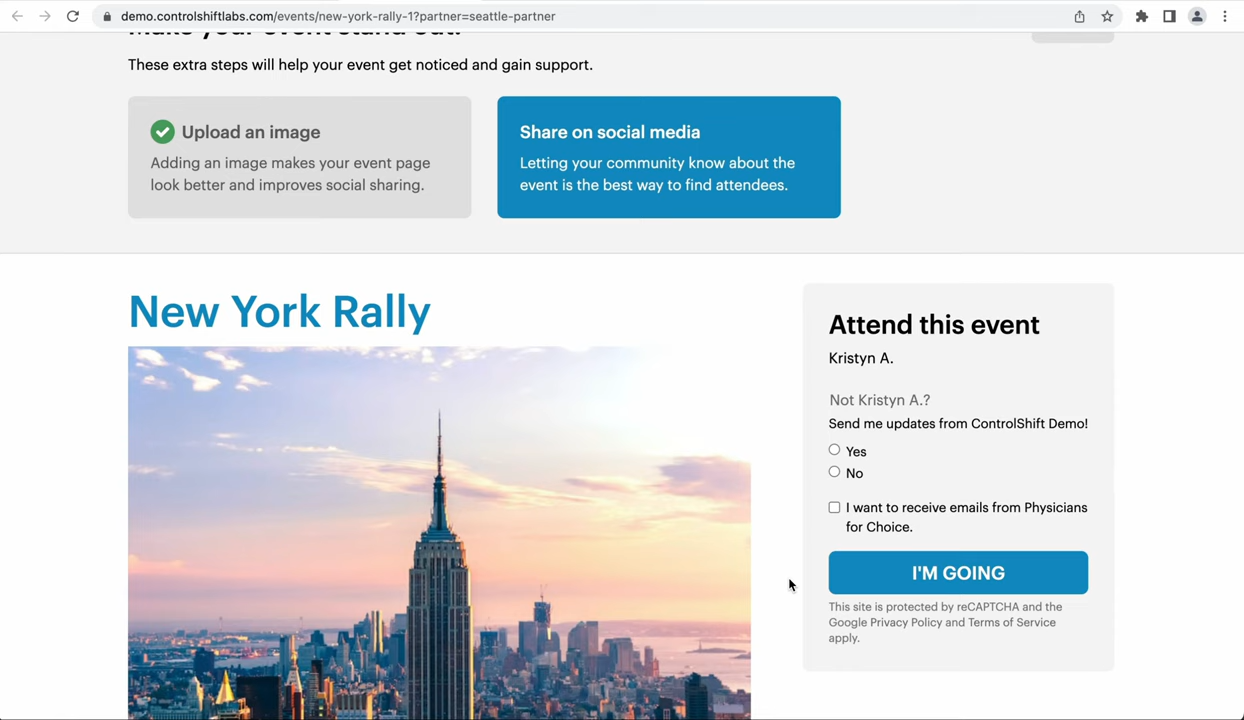 demo.controlshiftlabs.com/events/new-york-rally-1?partner=seattle-partner
Make your event stand out!
These extra steps will help your event get noticed and gain support.
Upload an image
Adding an image makes your event page
look better and improves social sharing.
Share on social media
Letting your community know about the
event is the best way to find attendees.
New York Rally
Attend this event
Kristyn A.
Not Kristyn A.?
Send me updates from ControlShift Demo!
Yes
No
I want to receive emails from Physicians
for Choice.
I'M GOING
This site is protected by reCAPTCHA and the
Google Privacy Policy and Terms of Service
apply.